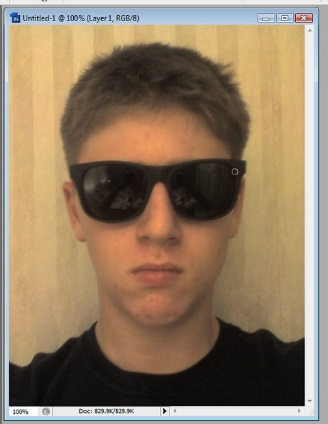 Untitled-1 @ 100% (Layer 1, RGB/8)
100%
Doc: 829.9K/829.9K